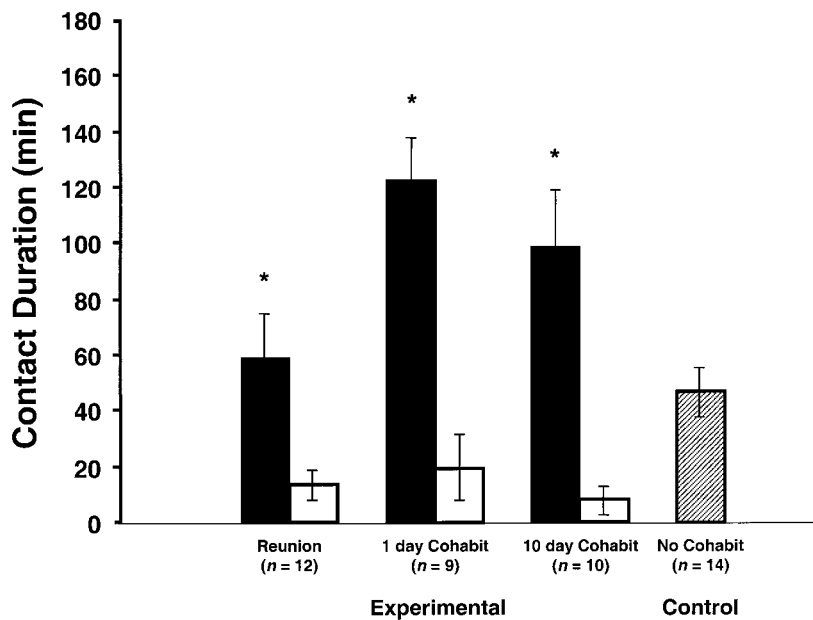 Contact Duration (min)
180
160
140
120
100
80
60
40
20
0
*
*
*
Reunion
(n = 12)
1 day Cohabit
(n = 9)
10 day Cohabit
(n = 10)
No Cohabit
(n = 14)
Experimental
Control